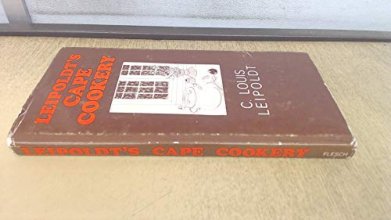 LEIPOLDT'S
CAPE
COOKERY
C. LOUIS
LEIPOLDT
LEIPOLDT'S CAPE COOKERY FLESCH